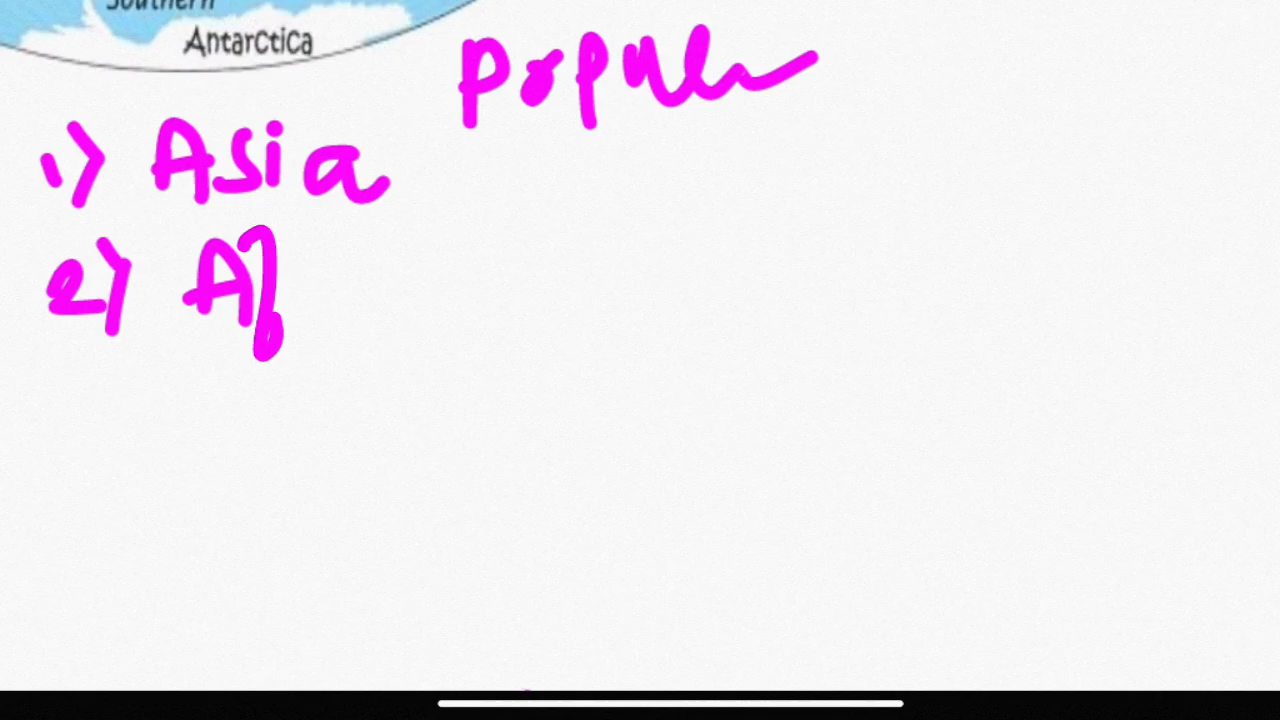 Southern
Antarctica
Popul
1) Asia
2) Af